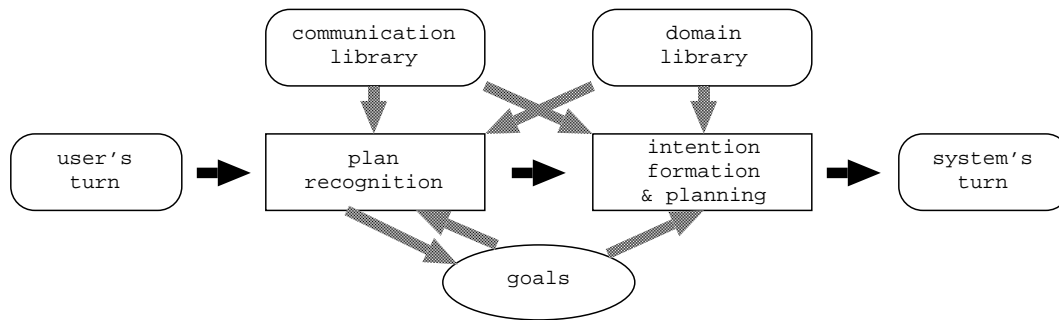 communication
library
domain
library
user's
turn
plan
recognition
intention
formation
& planning
system's
turn
goals